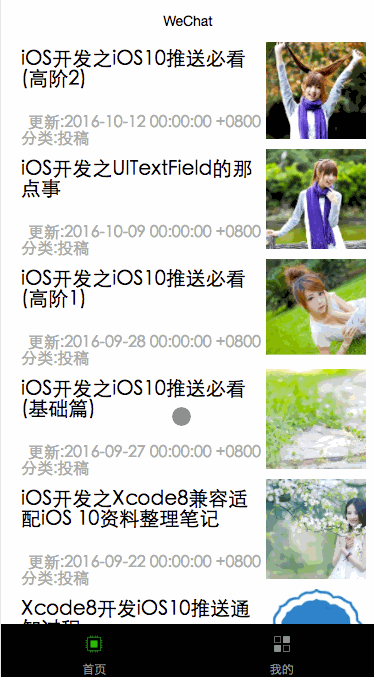 WeChat
iOS开发之iOS10推送必看
(高阶2)
更新:2016-10-12 00:00:00 +0800
分类:投稿
iOS开发之UITextField的那
点事
更新:2016-10-09 00:00:00 +0800
分类:投稿
iOS开发之iOS10推送必看
(高阶1)
更新:2016-09-28 00:00:00 +0800
分类:投稿
iOS开发之iOS10推送必看
(基础篇)
更新:2016-09-27 00:00:00 +0800
分类:投稿
iOS开发之Xcode8兼容适
配iOS 10资料整理笔记
更新:2016-09-22 00:00:00 +0800
分类:投稿
Xcode8开发iOS10推送通
知过程
首页
我的